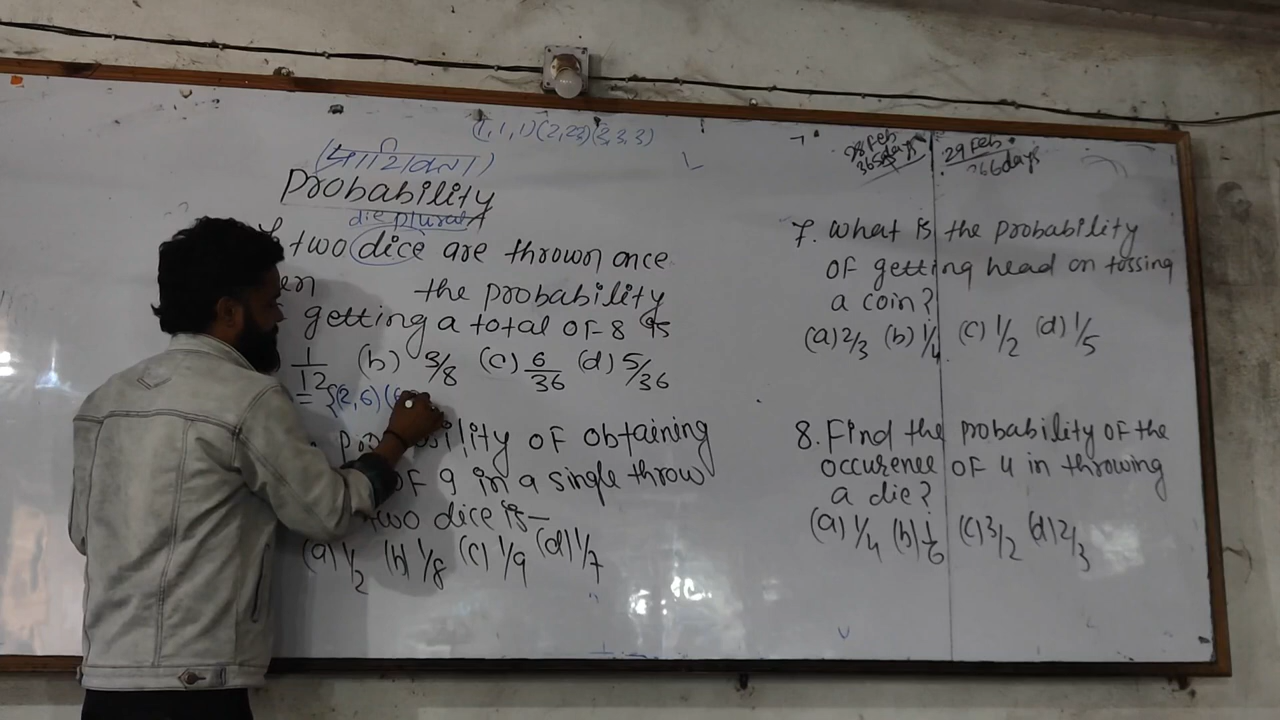 (1,1,1)(2,2,2)(3,3,3)
(प्रायिकता)
Probability
die plural
two dice are thrown once
the probability
getting a total of 8 is
1/12 (b) 3/8 (c) 6/36 (d) 5/36
= {(2,6)(6
probability of obtaining
of 9 in a single throw
two dice is-
(a) 1/2 (b) 1/8 (c) 1/9 (d) 1/7
28 Feb
365days
29 Feb
366days
7. What is the probability
of getting head on tossing
a coin?
(a) 2/3 (b) 1/4 (c) 1/2 (d) 1/5
8. Find the probability of the
occurence of 4 in throwing
a die?
(a) 1/4 (b) 1/6 (c) 3/2 (d) 2/3